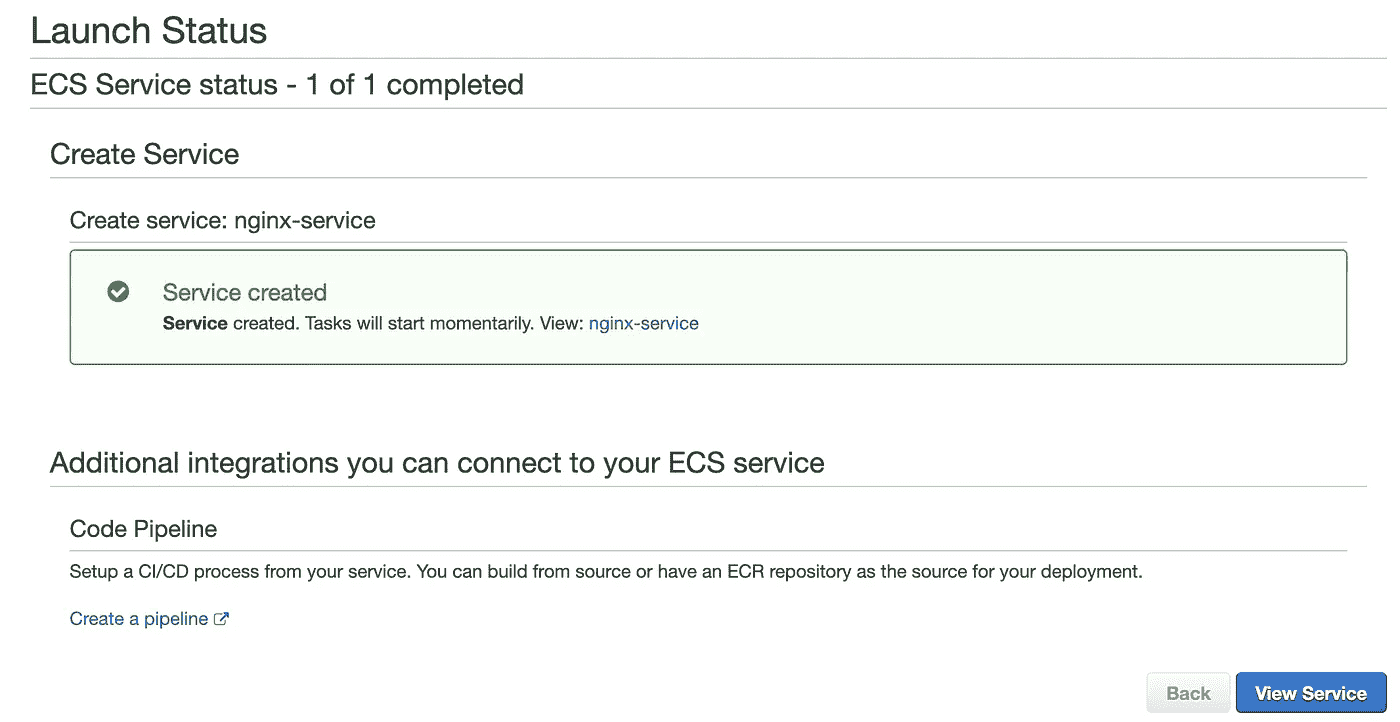 Launch Status
ECS Service status - 1 of 1 completed
Create Service
Create service: nginx-service
Service created
Service created. Tasks will start momentarily. View: nginx-service
Additional integrations you can connect to your ECS service
Code Pipeline
Setup a CI/CD process from your service. You can build from source or have an ECR repository as the source for your deployment.
Create a pipeline
Back View Service